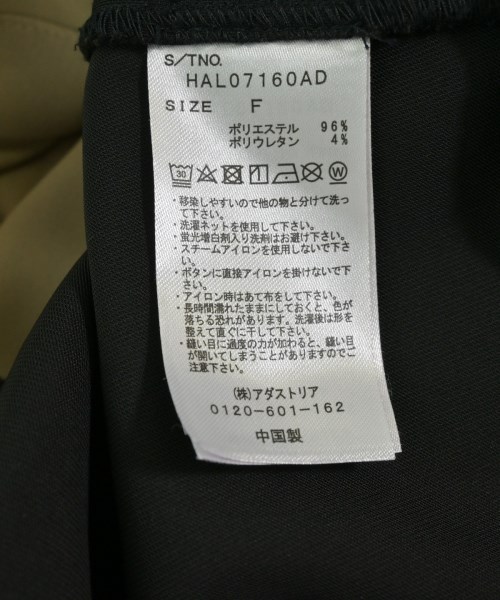 S/TNO.
HAL07160AD
SIZE F
ポリエステル 96%
ポリウレタン 4%
30 W
・移染しやすいので他の物と分けて洗っ
て下さい。
・洗濯ネットを使用して下さい。
・蛍光増白剤入り洗剤はお避け下さい。
・スチームアイロンを使用しないで下さ
い。
・ボタンに直接アイロンを掛けないで下
さい。
・アイロン時はあて布をして下さい。
・長時間濡れたままにしておくと、色が
落ちる恐れがあります。洗濯後は形を
整えて直ぐに干して下さい。
・縫い目に過度の力が加わると、縫い目
が開いてしまうことがありますのでご
注意下さい。
(株)アダストリア
0120-601-162
中国製